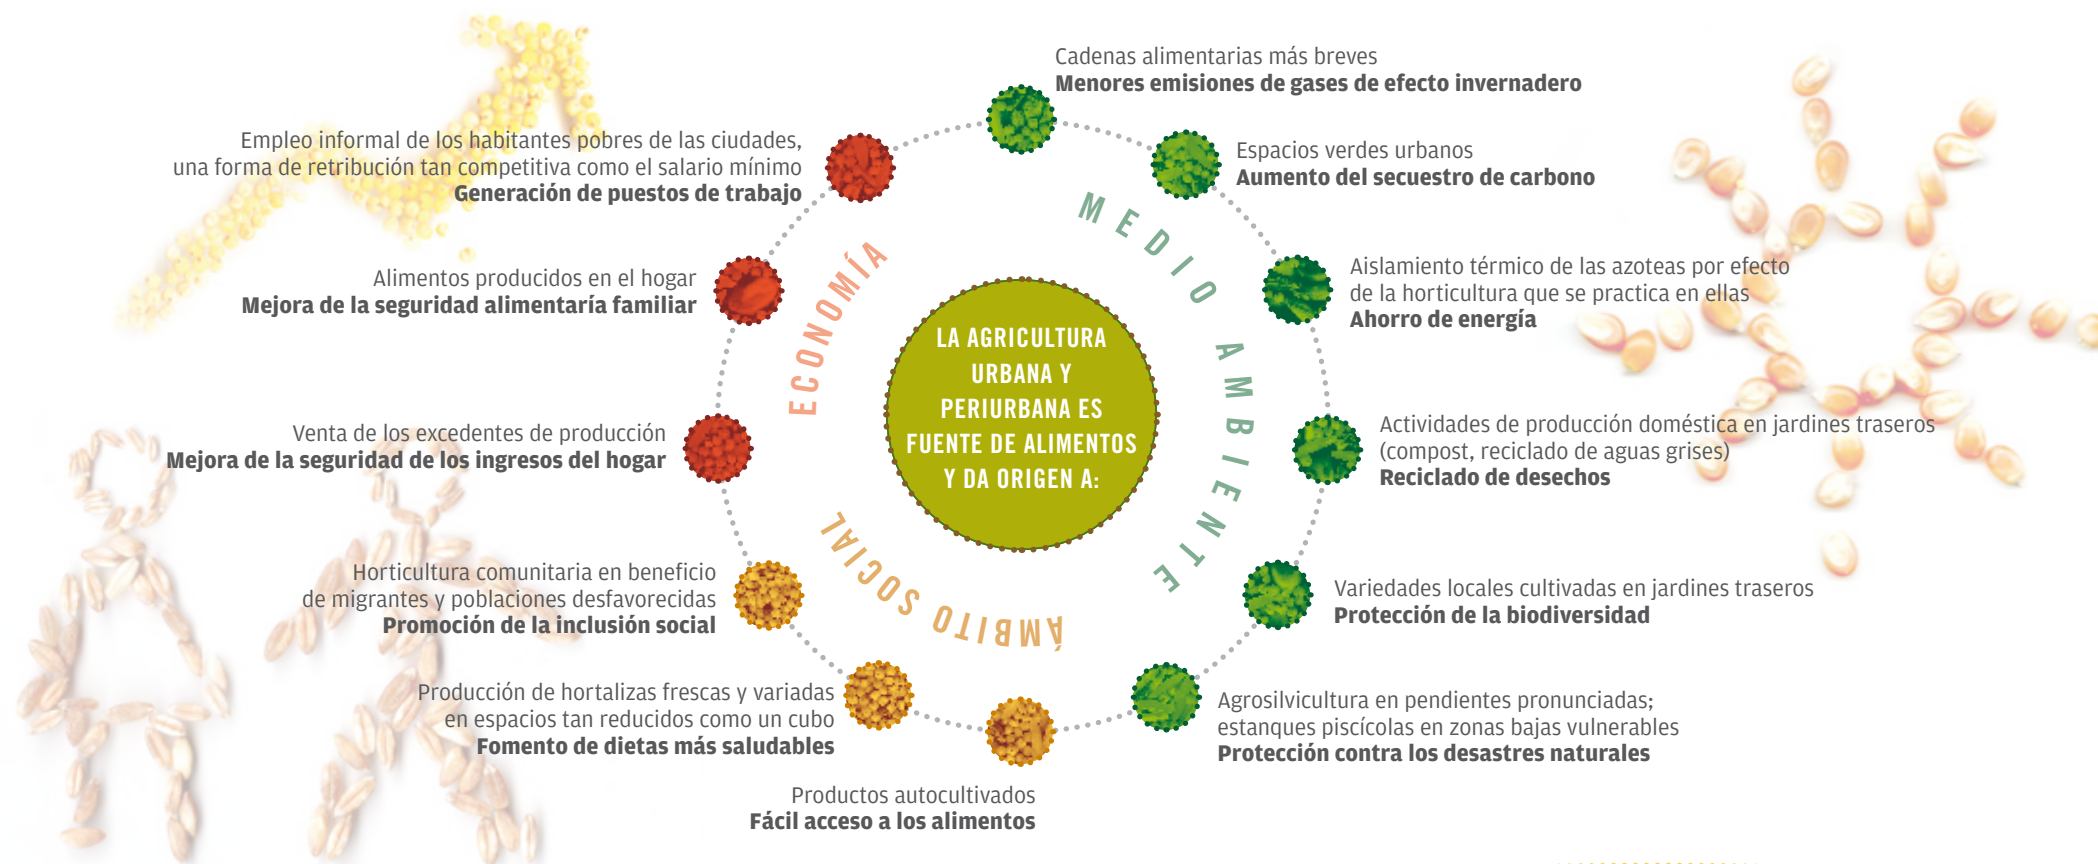 Cadenas alimentarias más breves
Menores emisiones de gases de efecto invernadero
Espacios verdes urbanos
Aumento del secuestro de carbono
Aislamiento térmico de las azoteas por efecto
de la horticultura que se practica en ellas
Ahorro de energía
Actividades de producción doméstica en jardines traseros
(compost, reciclado de aguas grises)
Reciclado de desechos
Variedades locales cultivadas en jardines traseros
Protección de la biodiversidad
Agrosilvicultura en pendientes pronunciadas;
estanques piscícolas en zonas bajas vulnerables
Protección contra los desastres naturales
Productos autocultivados
Fácil acceso a los alimentos
Producción de hortalizas frescas y variadas
en espacios tan reducidos como un cubo
Fomento de dietas más saludables
Horticultura comunitaria en beneficio
de migrantes y poblaciones desfavorecidas
Promoción de la inclusión social
Venta de los excedentes de producción
Mejora de la seguridad de los ingresos del hogar
Alimentos producidos en el hogar
Mejora de la seguridad alimentaría familiar
Empleo informal de los habitantes pobres de las ciudades,
una forma de retribución tan competitiva como el salario mínimo
Generación de puestos de trabajo
MEDIO AMBIENTE
ÁMBITO SOCIAL
ECONOMÍA
LA AGRICULTURA
URBANA Y
PERIURBANA ES
FUENTE DE ALIMENTOS
Y DA ORIGEN A: